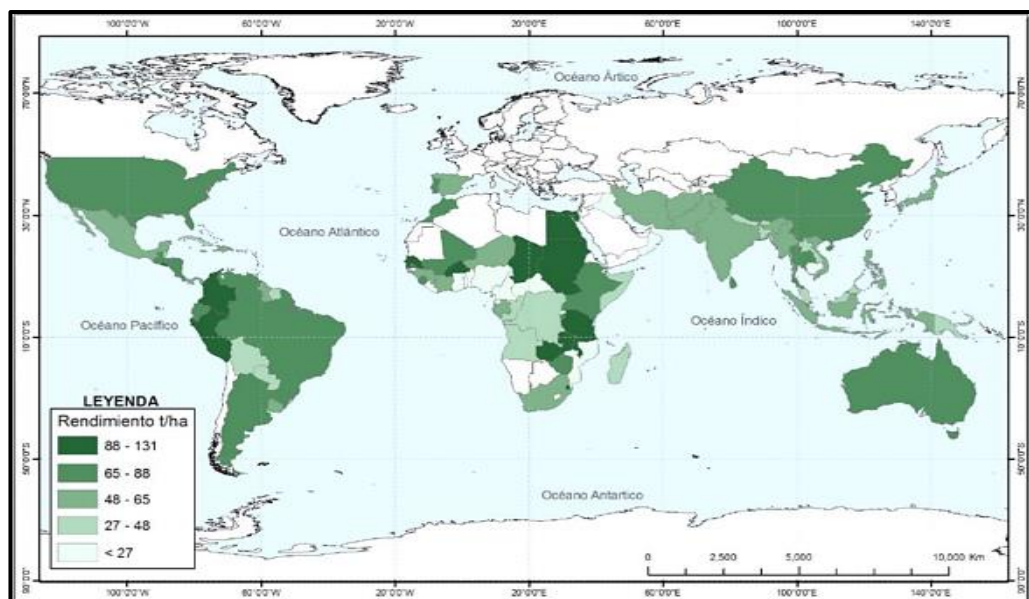 100°0'0"W 60°0'0"W 20°0'0"W 20°0'0"E 60°0'0"E 100°0'0"E 140°0'0"E
Océano Ártico
Océano Atlántico
Océano Pacífico
Océano Índico
LEYENDA
Rendimiento t/ha
88 - 131
65 - 88
48 - 65
27 - 48
< 27
Océano Antartico
0 2,500 5,000 10,000 Km
100°0'0"W 60°0'0"W 20°0'0"W 20°0'0"E 60°0'0"E 100°0'0"E 140°0'0"E